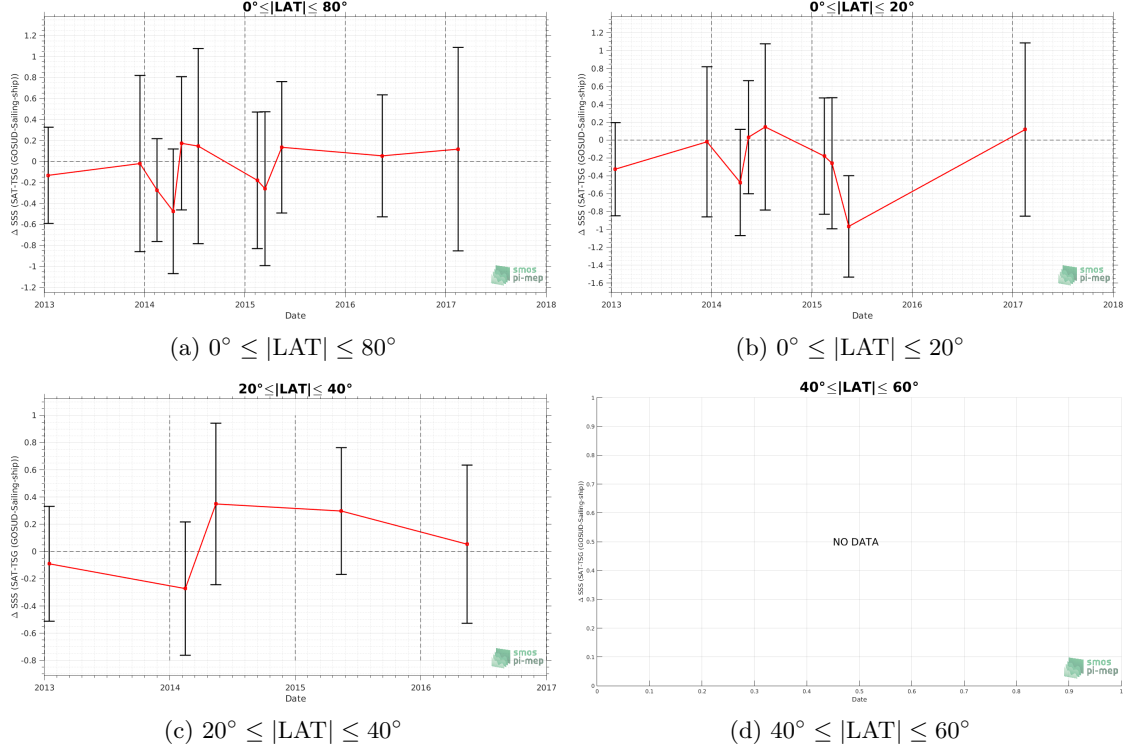 0°≤|LAT|≤ 80°
Δ SSS (SAT-TSG (GOSUD-Sailing-ship))
1.2
1
0.8
0.6
0.4
0.2
0
-0.2
-0.4
-0.6
-0.8
-1
-1.2
2013 2014 2015 2016 2017 2018
Date
smos
pi-mep
(a) 0° ≤ |LAT| ≤ 80°
0°≤|LAT|≤ 20°
Δ SSS (SAT-TSG (GOSUD-Sailing-ship))
1.2
1
0.8
0.6
0.4
0.2
0
-0.2
-0.4
-0.6
-0.8
-1
-1.2
-1.4
-1.6
2013 2014 2015 2016 2017 2018
Date
smos
pi-mep
(b) 0° ≤ |LAT| ≤ 20°
20°≤|LAT|≤ 40°
Δ SSS (SAT-TSG (GOSUD-Sailing-ship))
1
0.8
0.6
0.4
0.2
0
-0.2
-0.4
-0.6
-0.8
2013 2014 2015 2016 2017
Date
smos
pi-mep
(c) 20° ≤ |LAT| ≤ 40°
40°≤|LAT|≤ 60°
Δ SSS (SAT-TSG (GOSUD-Sailing-ship))
1
0.9
0.8
0.7
0.6
0.5
0.4
0.3
0.2
0.1
0
NO DATA
0 0.1 0.2 0.3 0.4 0.5 0.6 0.7 0.8 0.9 1
Date
smos
pi-mep
(d) 40° ≤ |LAT| ≤ 60°